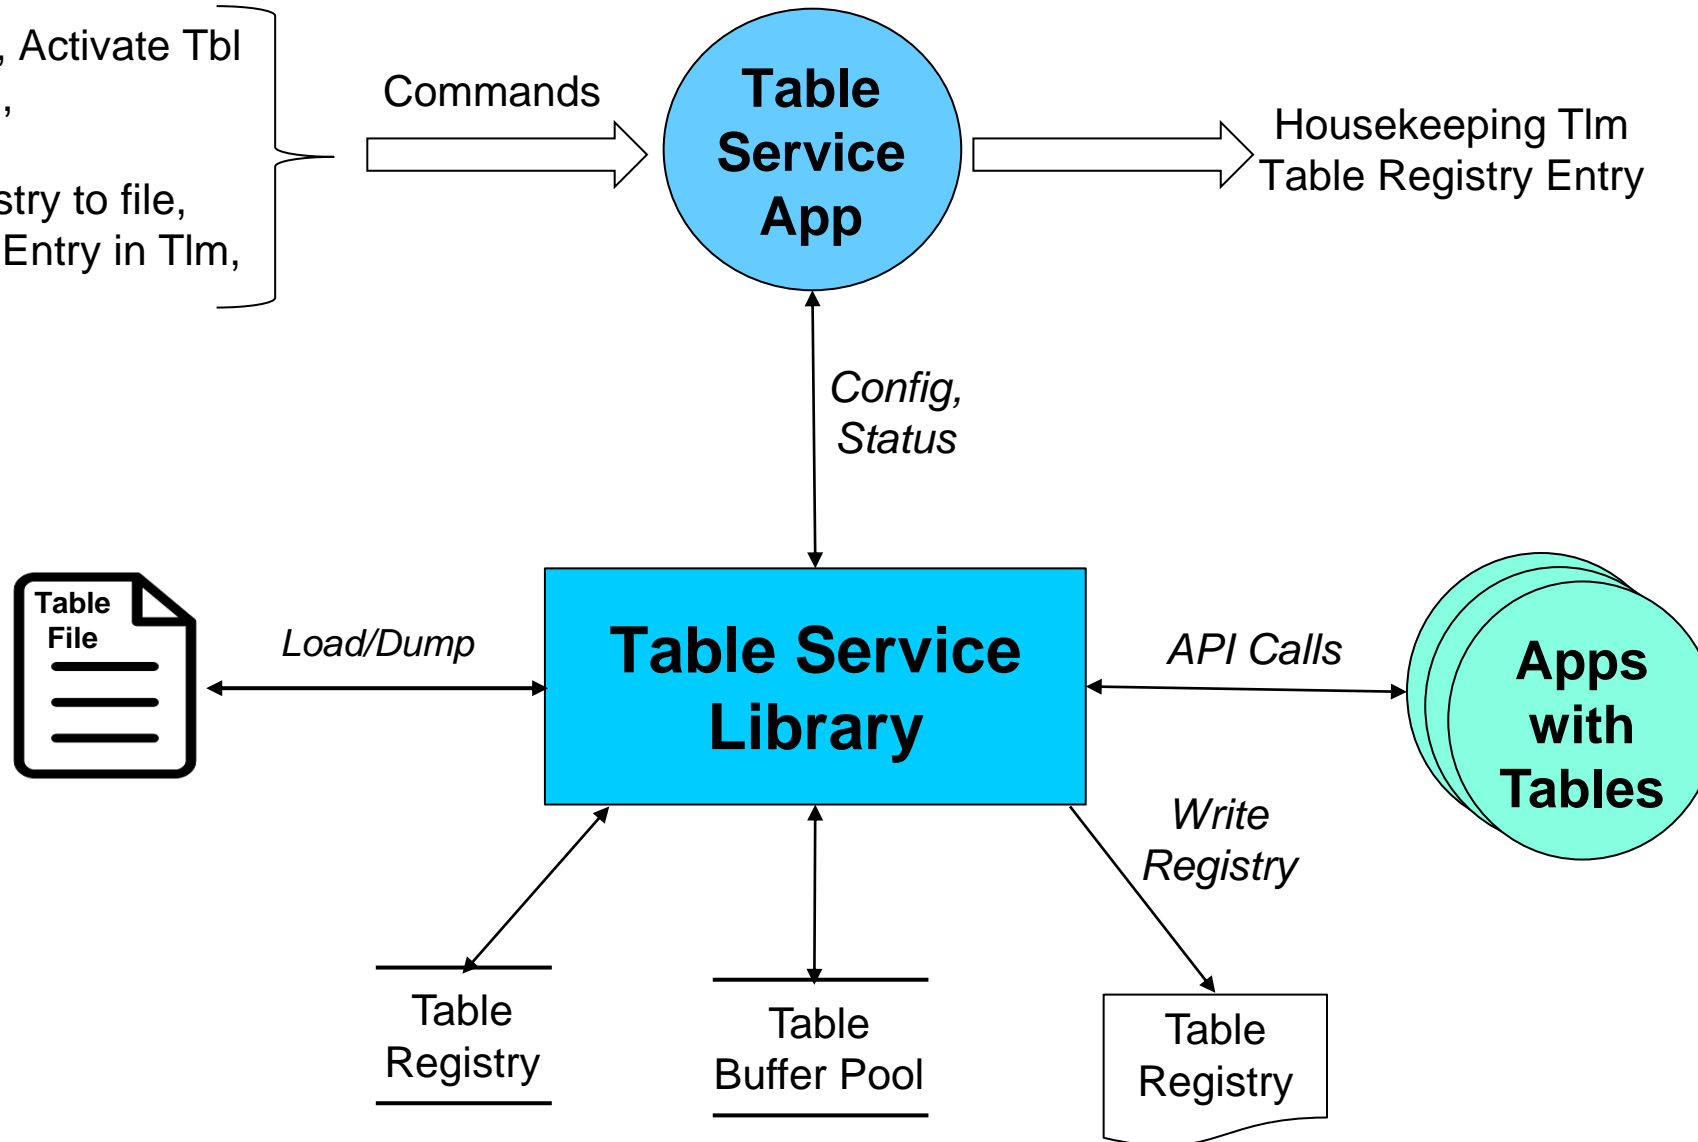 , Activate Tbl
,
stry to file,
Entry in Tlm,
Commands
Table
Service
App
Housekeeping Tlm
Table Registry Entry
Config,
Status
Table
File
Load/Dump
Table Service
Library
API Calls
Apps
with
Tables
Write
Registry
Table
Registry
Table
Buffer Pool
Table
Registry